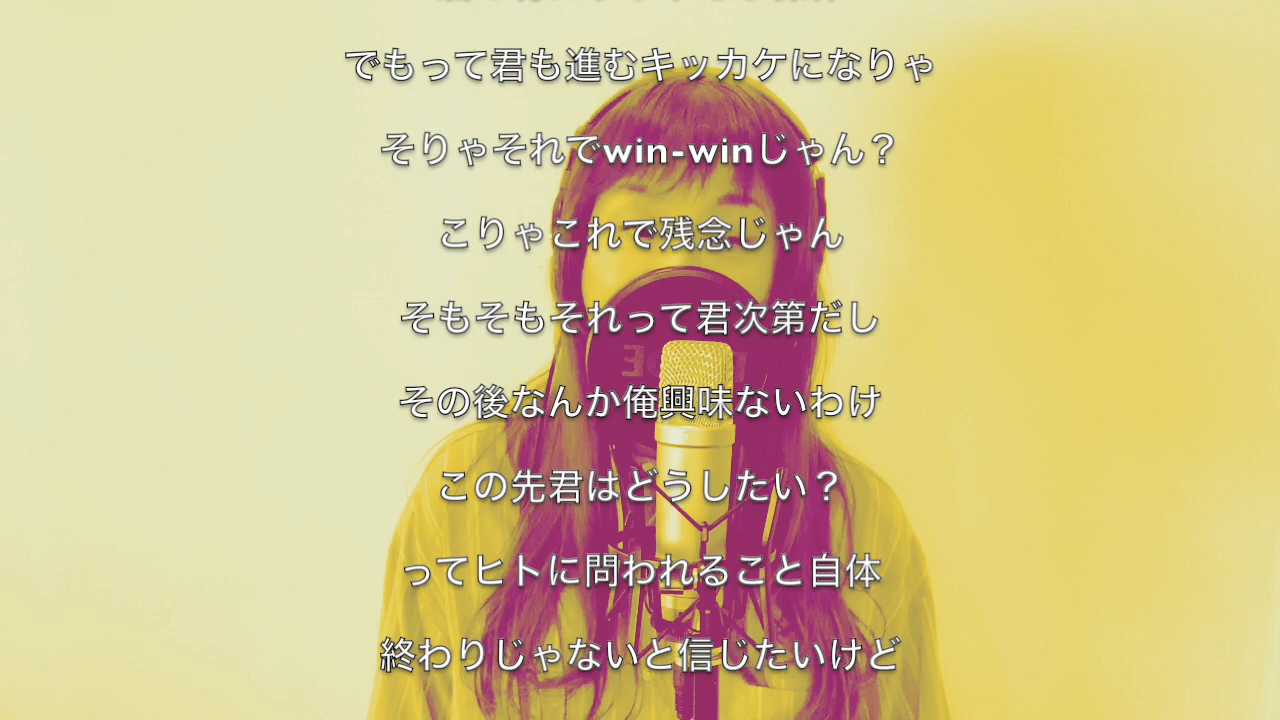 でもって君も進むキッカケになりゃ
そりゃそれでwin-winじゃん？
こりゃこれで残念じゃん
そもそもそれって君次第だし
その後なんか俺興味ないわけ
この先君はどうしたい？
ってヒトに問われること自体
終わりじゃないと信じたいけど